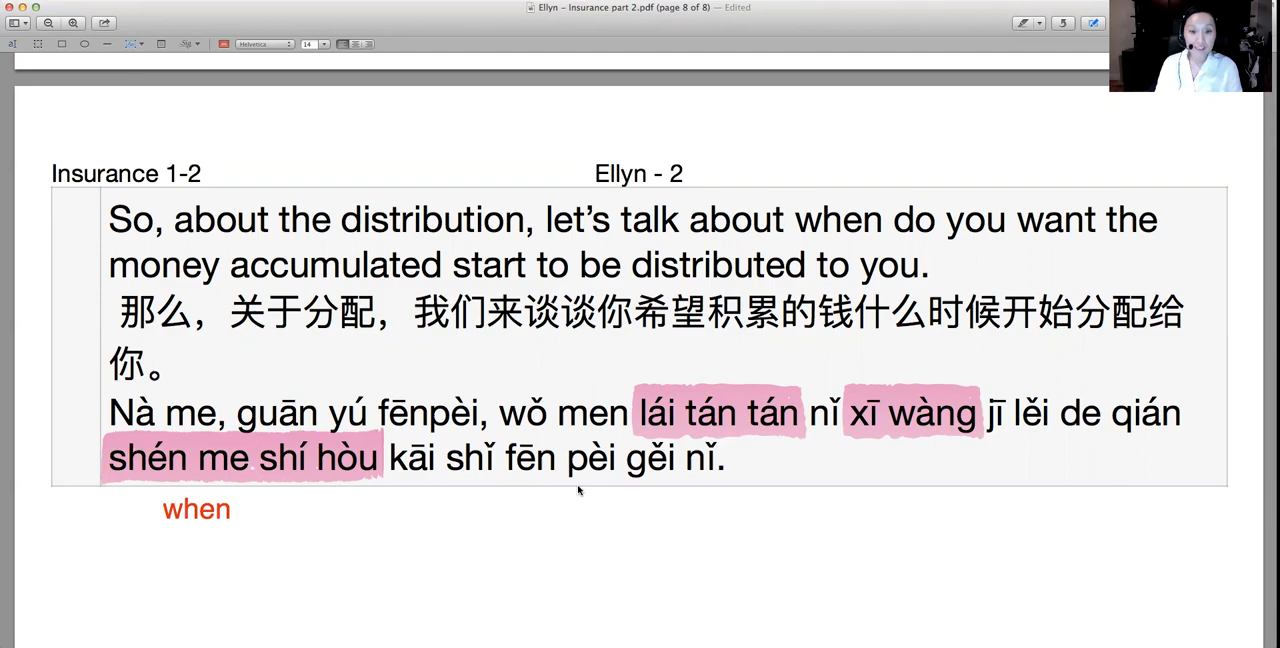 Ellyn – Insurance part 2.pdf (page 8 of 8) — Edited
Helvetica 14
5
Insurance 1-2 Ellyn - 2
So, about the distribution, let’s talk about when do you want the
money accumulated start to be distributed to you.
那么，关于分配，我们来谈谈你希望积累的钱什么时候开始分配给
你。
Nà me, guān yú fēnpèi, wǒ men lái tán tán nǐ xī wàng jī lěi de qián
shén me shí hòu kāi shǐ fēn pèi gěi nǐ.
when